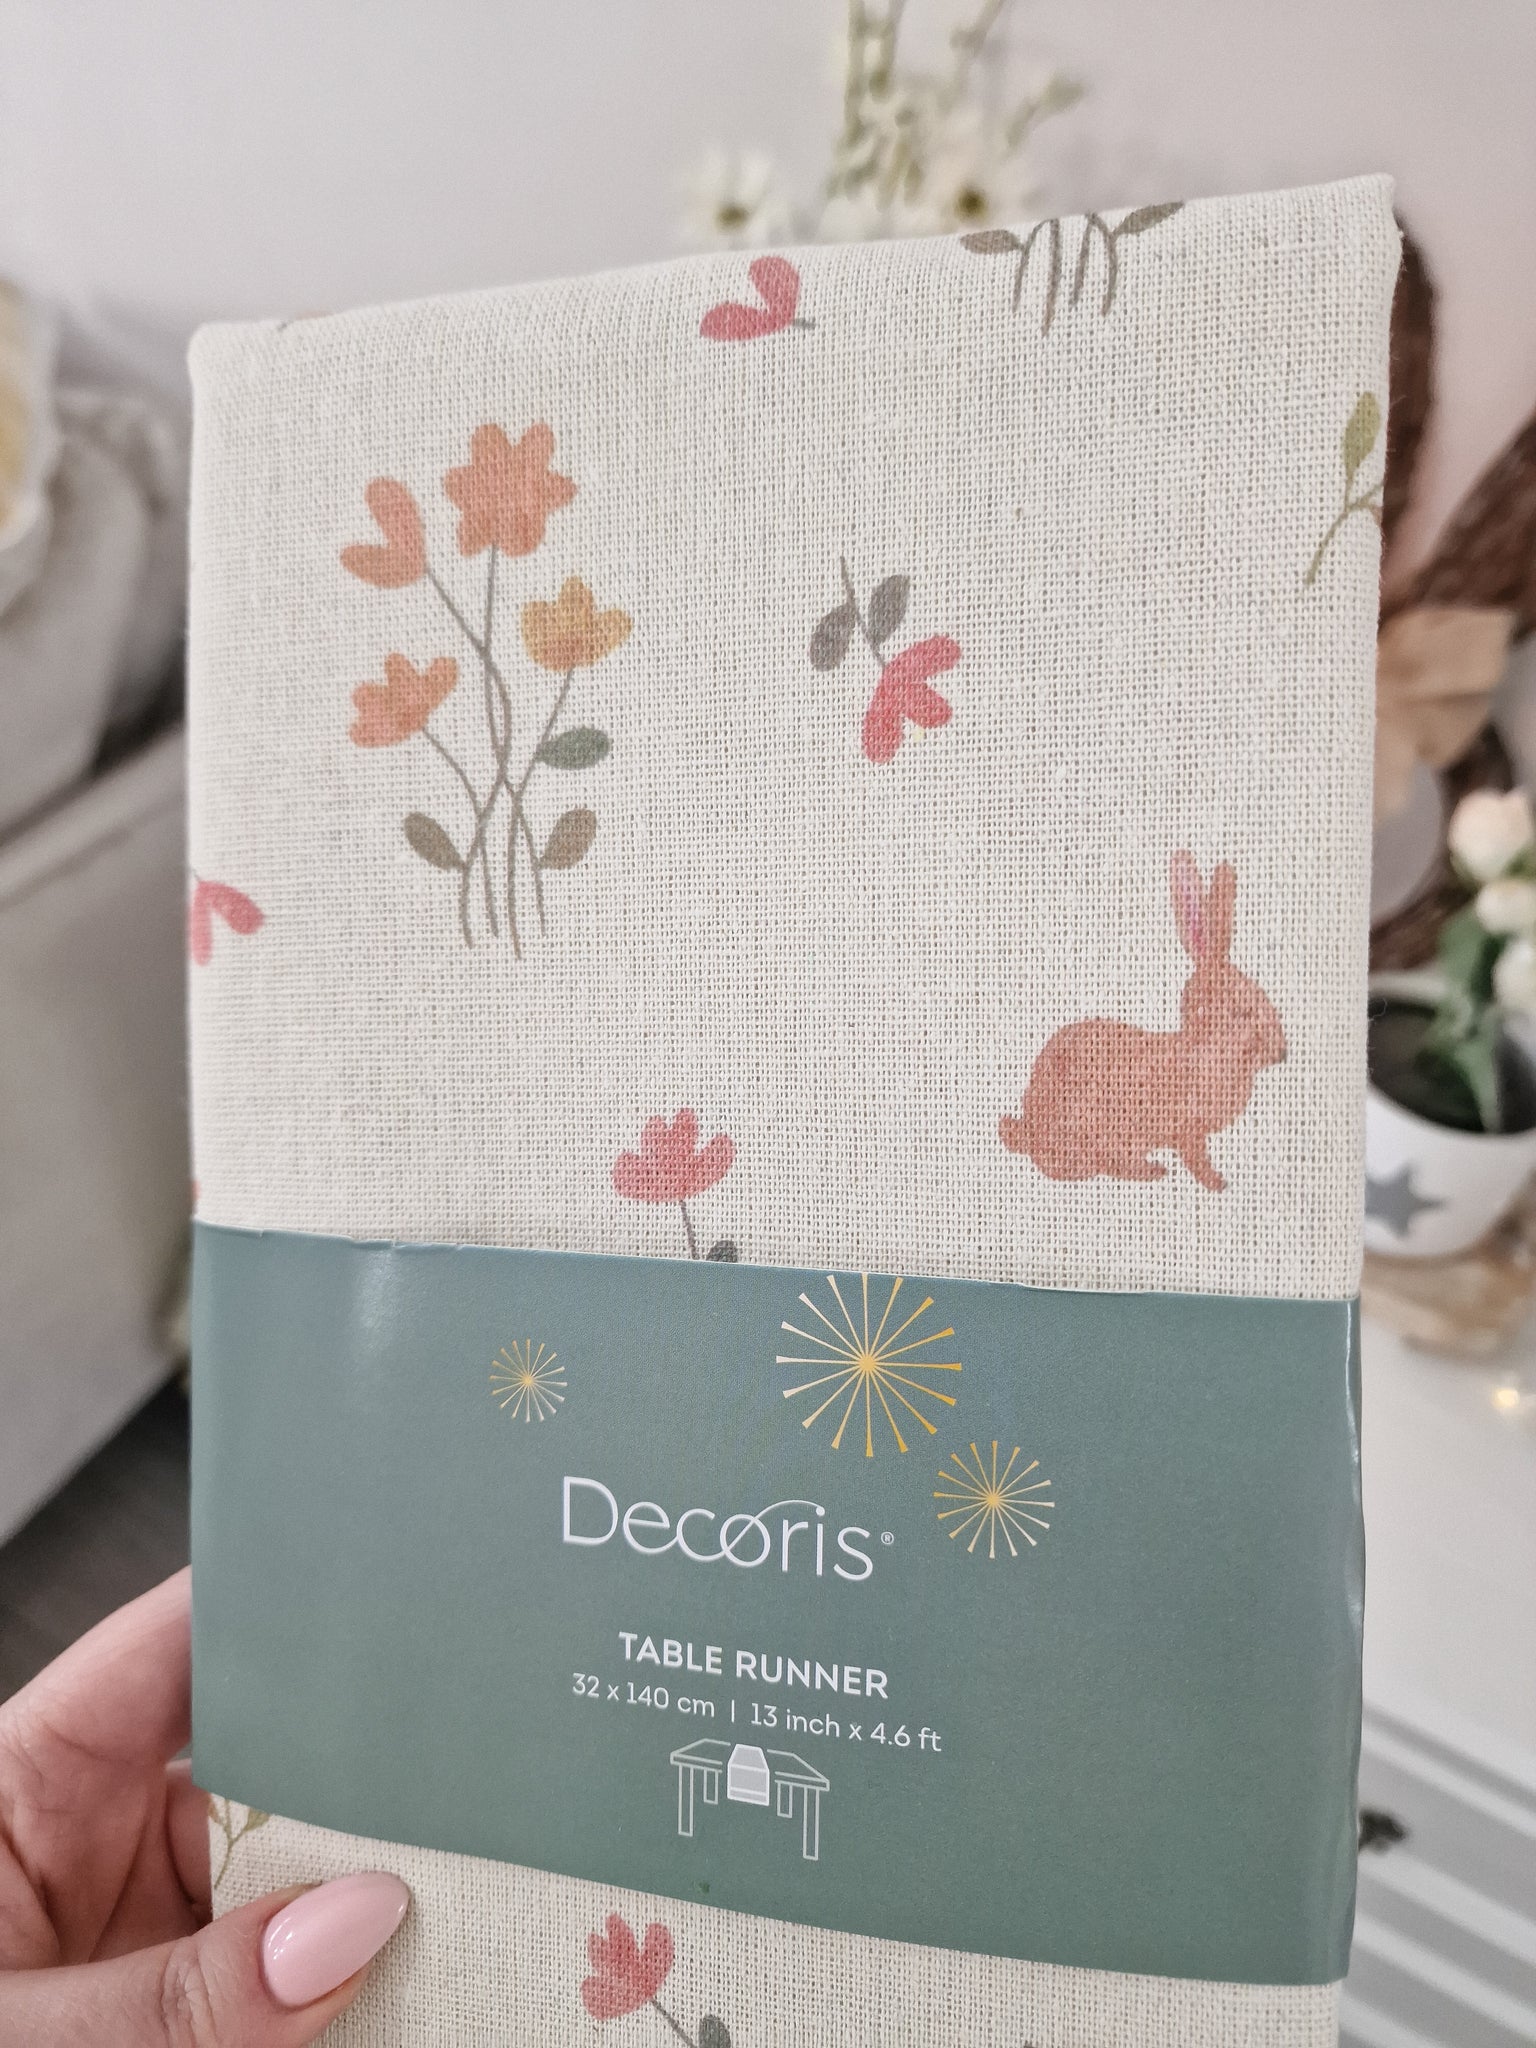 Decoris®
TABLE RUNNER
32 x 140 cm | 13 inch x 4.6 ft